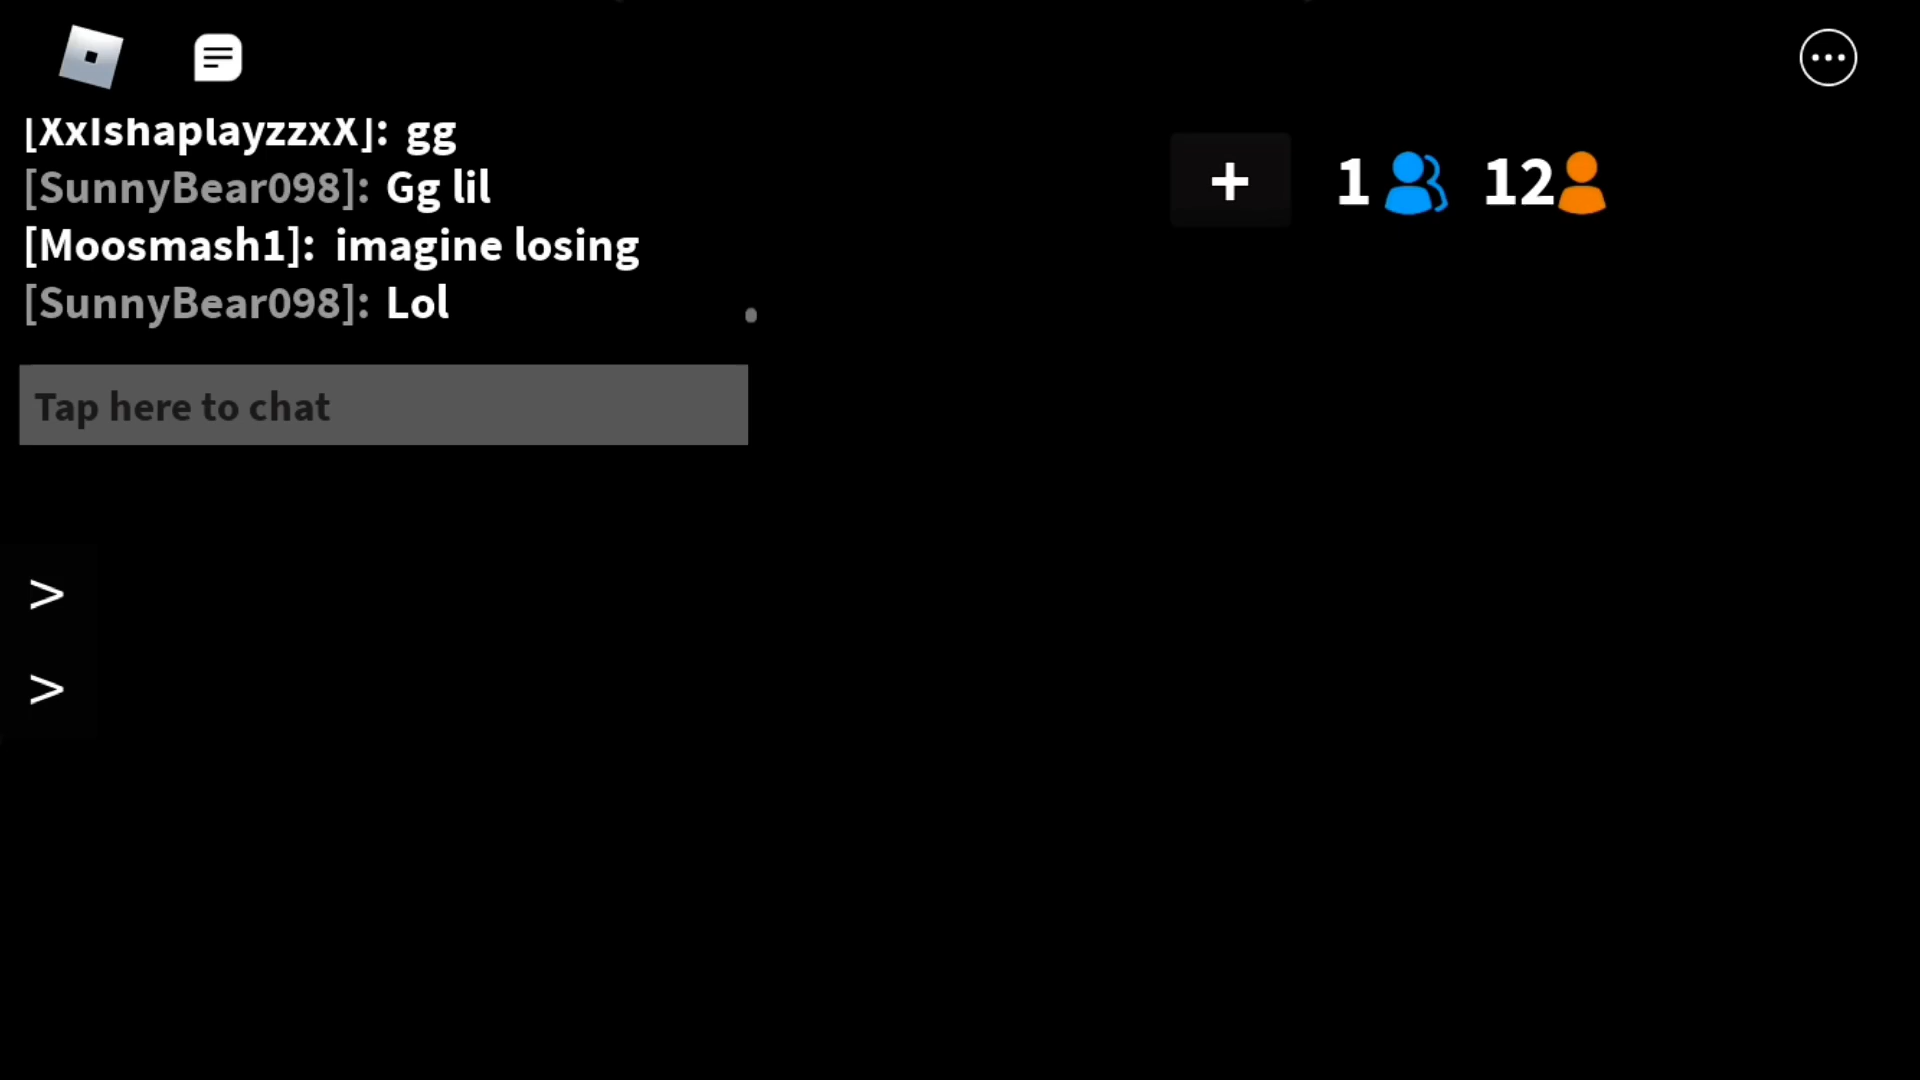 [XxIshaplayzzxX]: gg
[SunnyBear098]: Gg lil
[Moosmash1]: imagine losing
[SunnyBear098]: Lol
Tap here to chat
+ 1 12
>
>